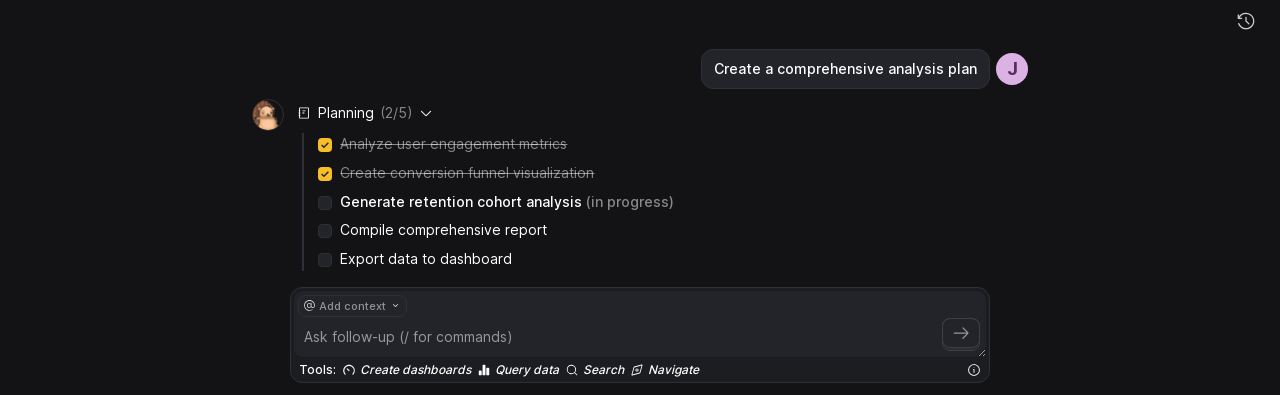 Create a comprehensive analysis plan
J
Planning (2/5)
Analyze user engagement metrics
Create conversion funnel visualization
Generate retention cohort analysis (in progress)
Compile comprehensive report
Export data to dashboard
@ Add context
Ask follow-up (/ for commands)
Tools: Create dashboards Query data Search Navigate